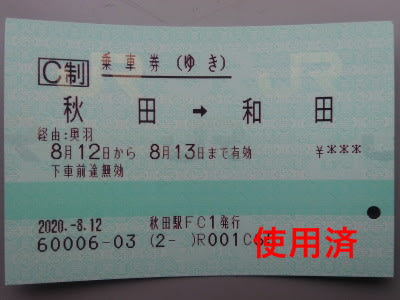 C制 乗車券(ゆき)
秋田 → 和田
経由:奥羽
8月12日から 8月13日まで有効 ¥***
下車前途無効
2020.-8.12 秋田駅FC1発行
60006-03 (2- )R001C65
使用済